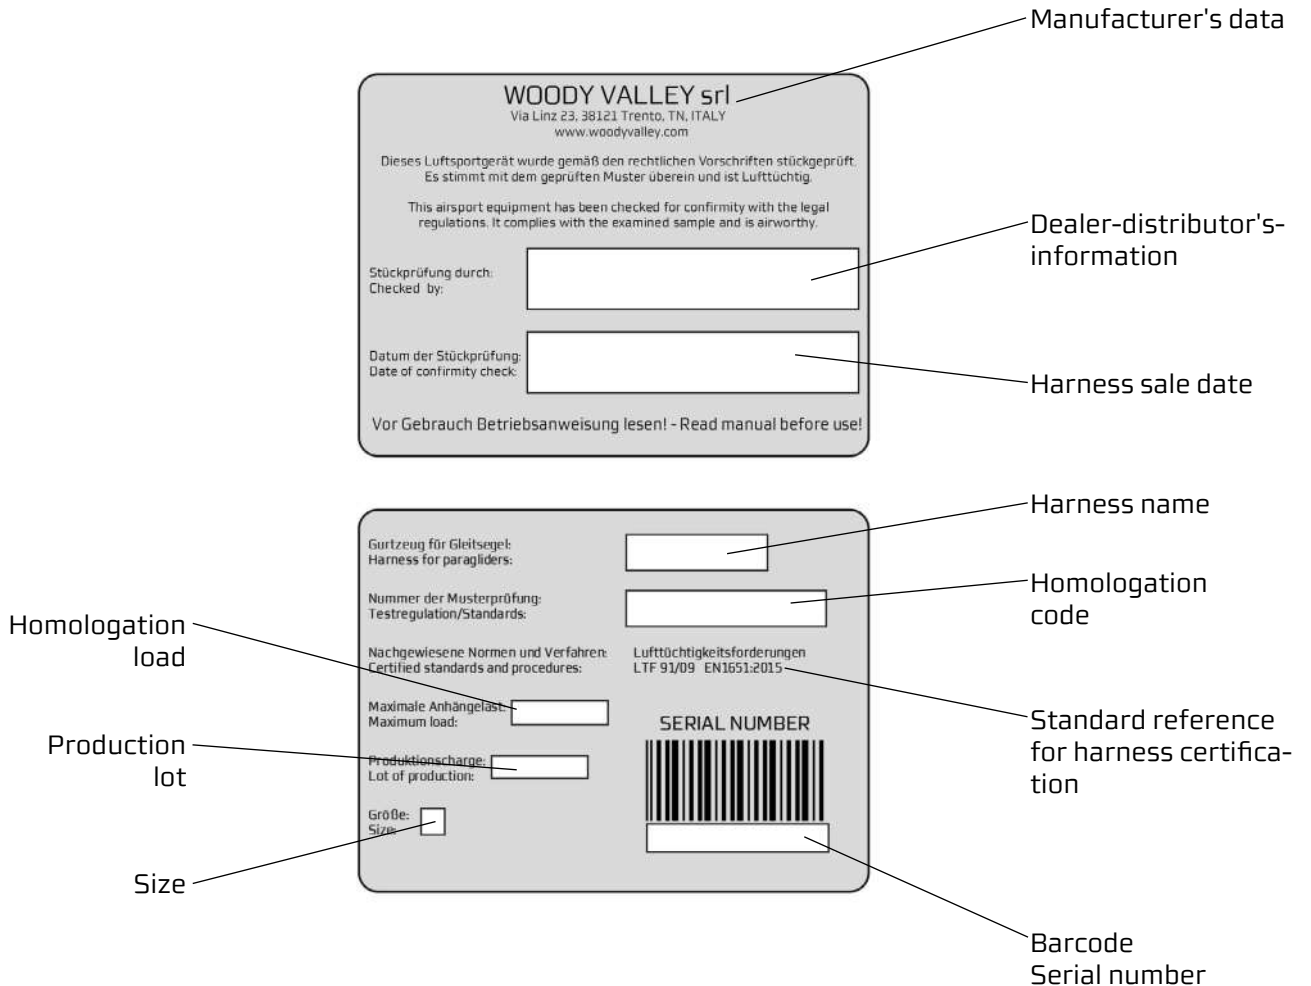 Manufacturer's data
WOODY VALLEY srl
Via Linz 23, 38121 Trento, TN, ITALY
www.woodyvalley.com
Dieses Luftsportgerät wurde gemäß den rechtlichen Vorschriften stückgeprüft.
Es stimmt mit dem geprüften Muster überein und ist Lufttüchtig.
This airsport equipment has been checked for confirmity with the legal
regulations. It complies with the examined sample and is airworthy.
Dealer-distributor's-
information
Stückprüfung durch:
Checked by:
Datum der Stückprüfung:
Date of confirmity check:
Harness sale date
Vor Gebrauch Betriebsanweisung lesen! - Read manual before use!
Harness name
Gurtzeug für Gleitsegel:
Harness for paragliders:
Homologation
code
Nummer der Musterprüfung:
Testregulation/Standards:
Homologation
load
Nachgewiesene Normen und Verfahren:
Certified standards and procedures:
Lufttüchtigkeitsforderungen
LTF 91/09 EN1651:2015
Maximale Anhängelast:
Maximum load:
SERIAL NUMBER
Standard reference
for harness certifica-
tion
Production
lot
Produktionscharge:
Lot of production:
Größe:
Size:
Size
Barcode
Serial number